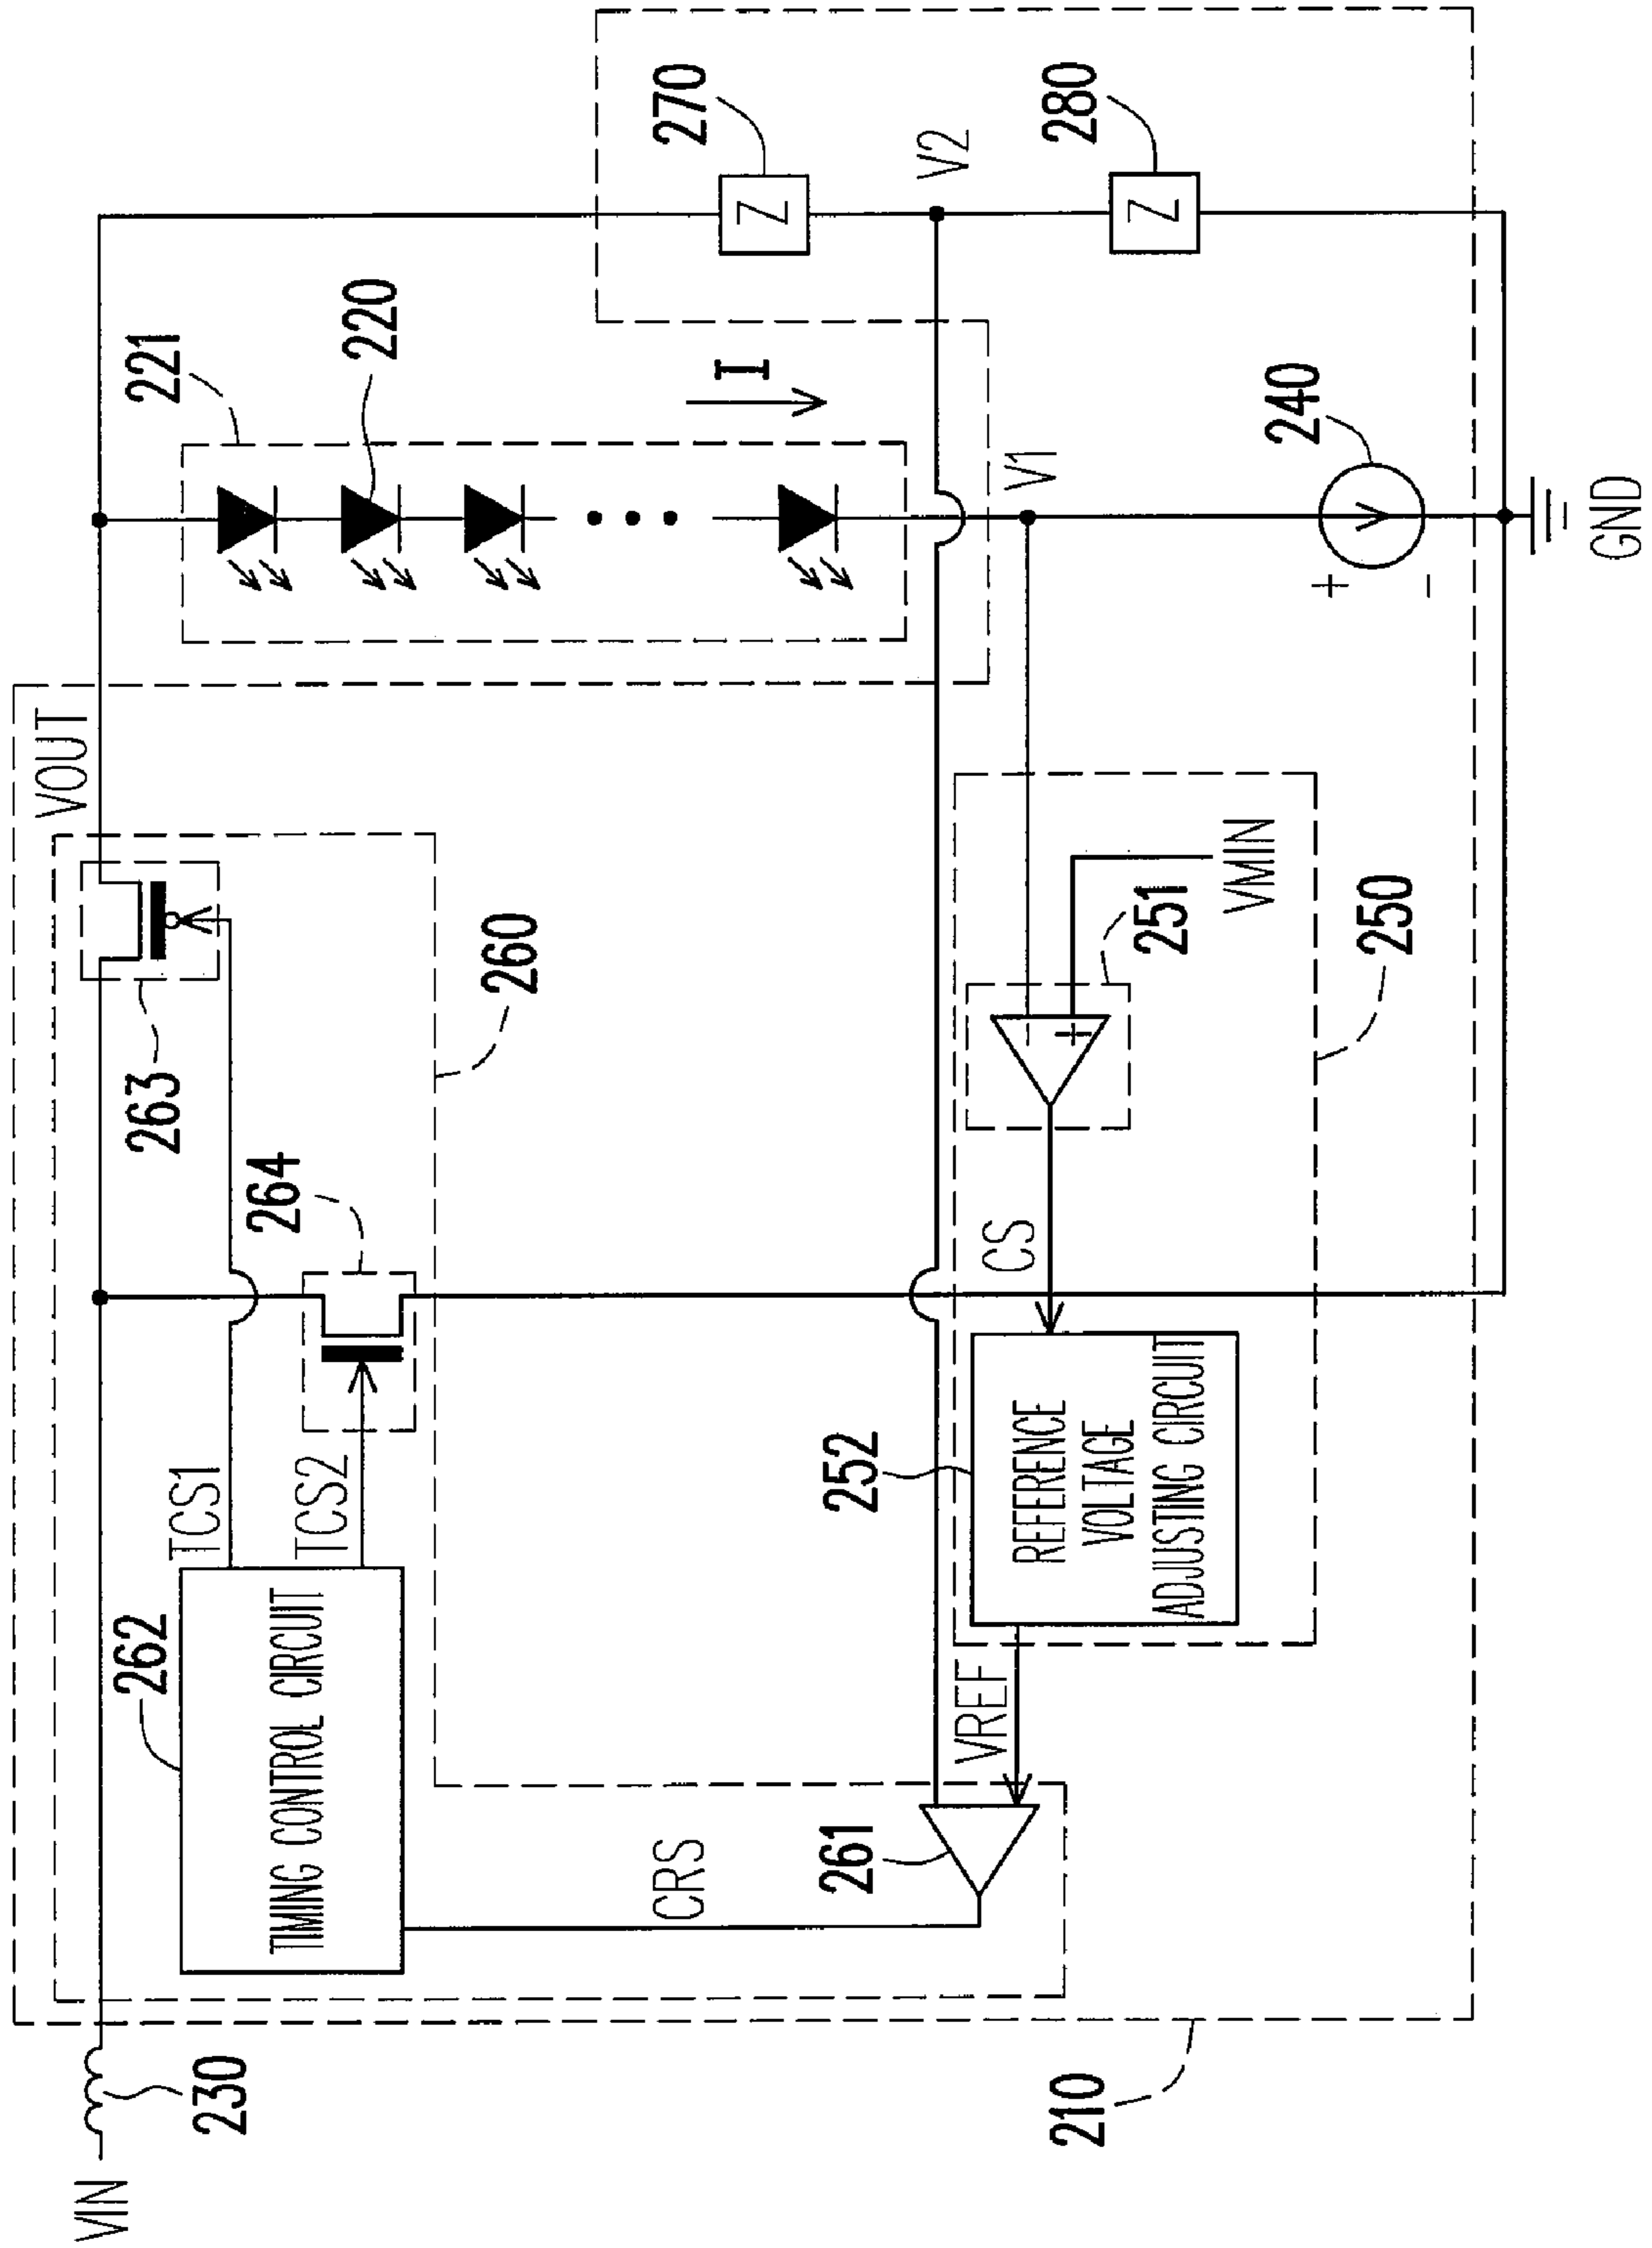 VIN
230
210
262
TIMING CONTROL CIRCUIT
TCS1
TCS2
264
263
260
VOUT
221
220
I
270
Z
V2
280
Z
V1
240
+
-
GND
CRS
261
VREF
252
REFERENCE
VOLTAGE
ADJUSTING CIRCUIT
CS
-
+
251
VMIN
250